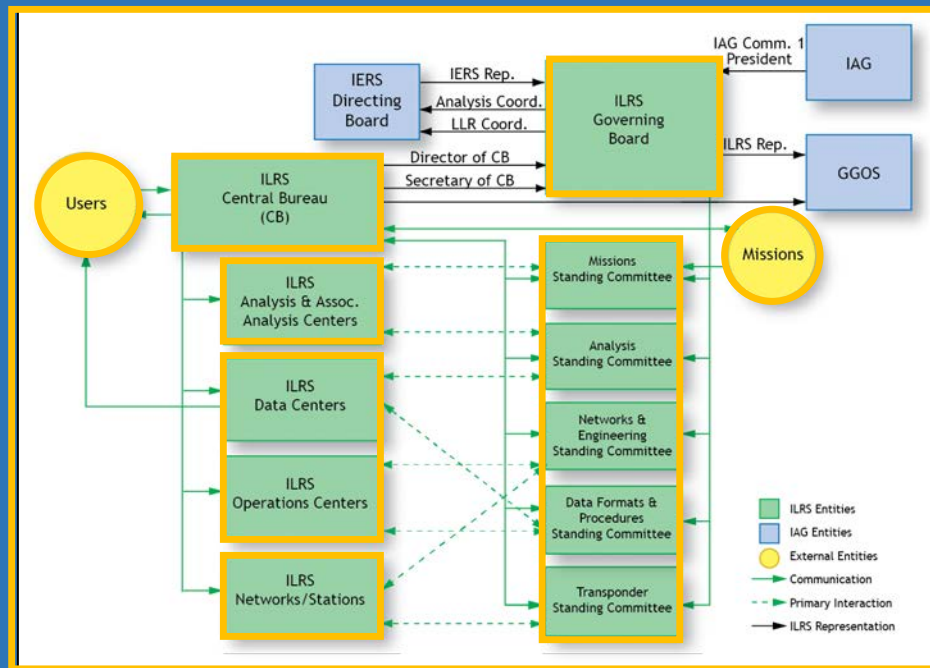 IAG Comm. 1
President
IAG
IERS
Directing
Board
IERS Rep.
Analysis Coord.
LLR Coord.
ILRS
Governing
Board
ILRS Rep.
GGOS
Director of CB
Secretary of CB
Users
ILRS
Central Bureau
(CB)
Missions
Missions
Standing Committee
ILRS
Analysis & Assoc.
Analysis Centers
Analysis
Standing Committee
ILRS
Data Centers
Networks &
Engineering
Standing Committee
ILRS
Operations Centers
Data Formats &
Procedures
Standing Committee
ILRS
Networks/Stations
Transponder
Standing Committee
ILRS Entities
IAG Entities
External Entities
Communication
Primary Interaction
ILRS Representation